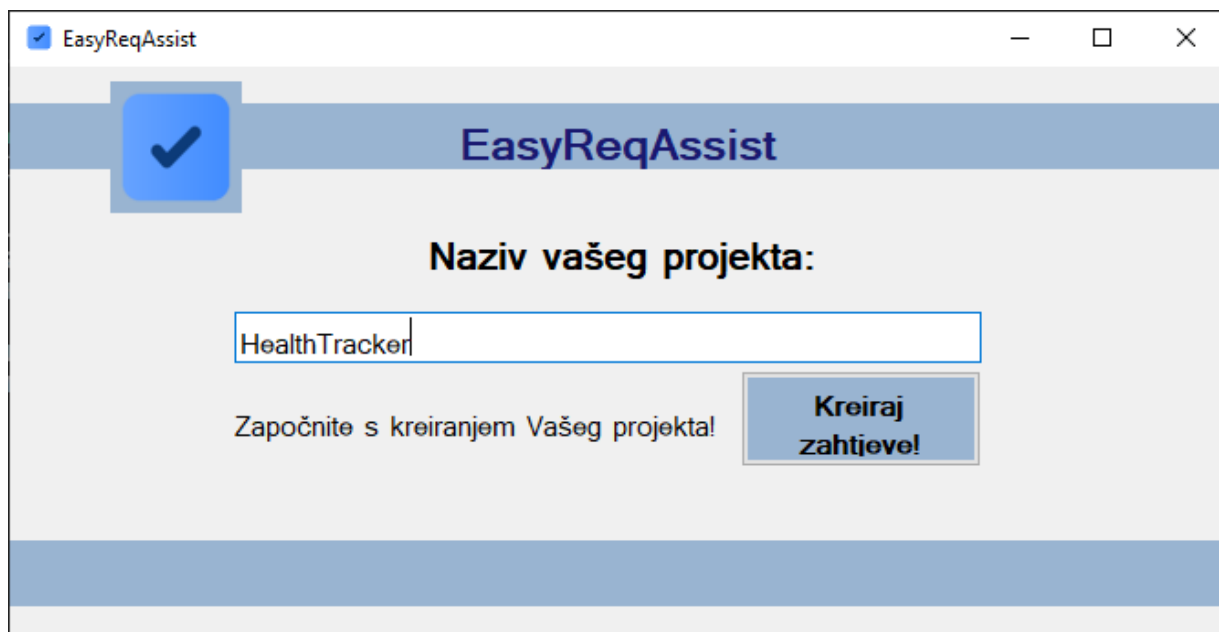 EasyReqAssist
EasyReqAssist
Naziv vašeg projekta:
HealthTracker
Započnite s kreiranjem Vašeg projekta!
Kreiraj
zahtjeve!